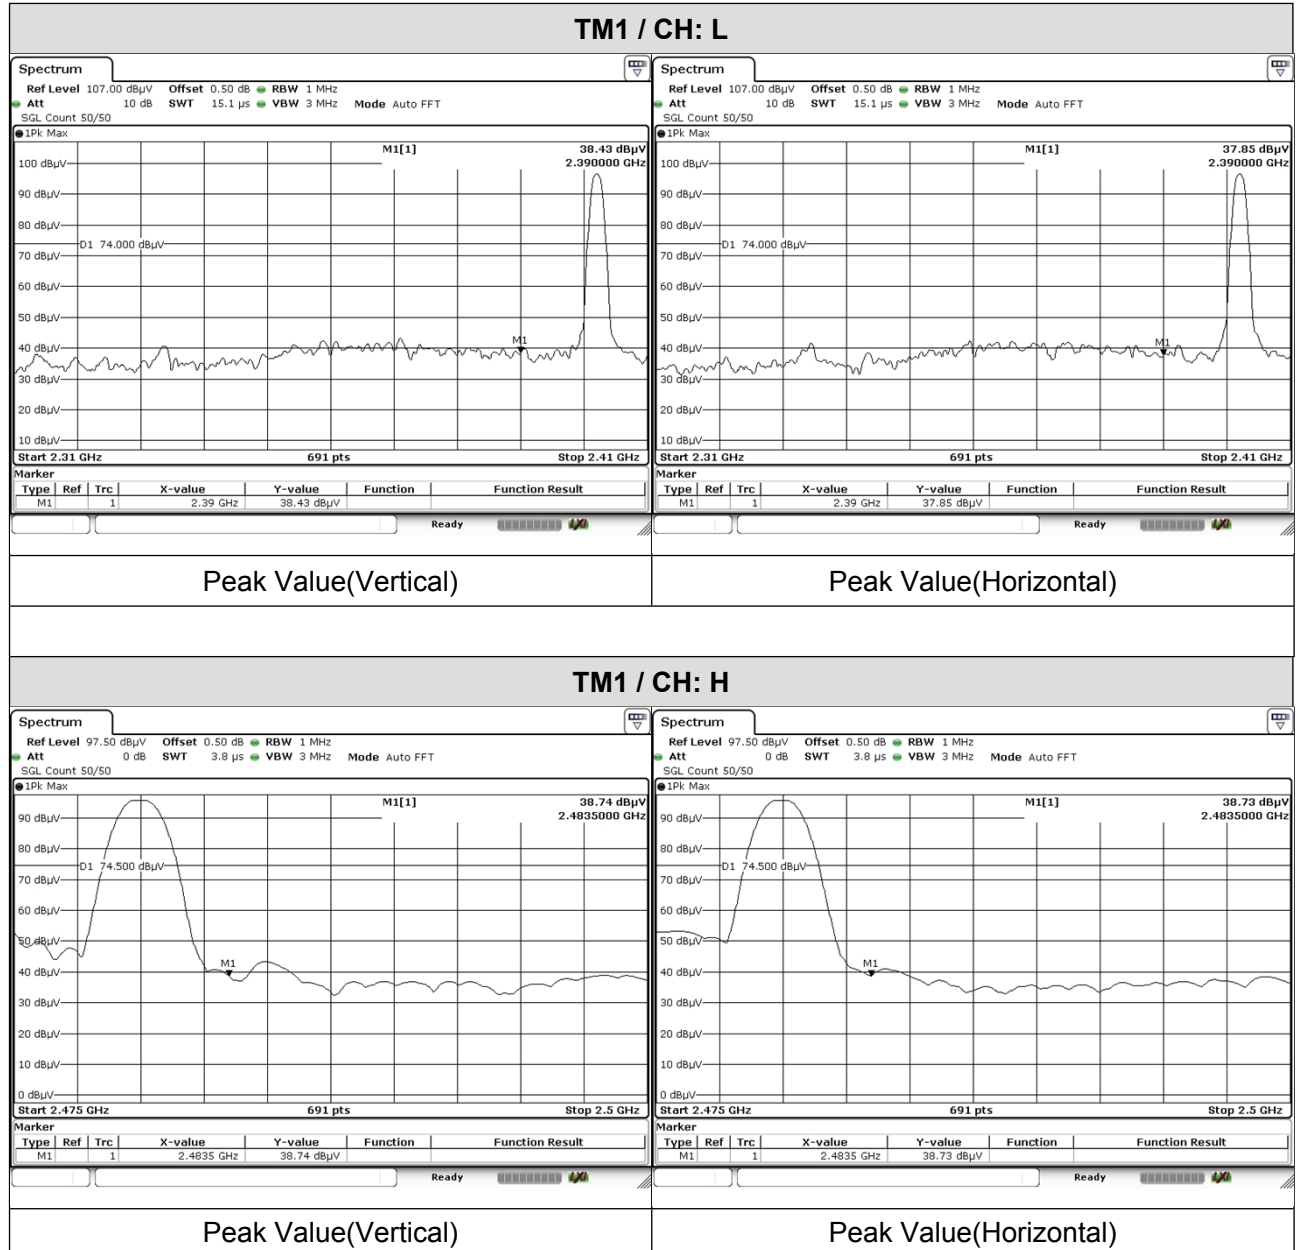 TM1 / CH: L
Spectrum
Ref Level 107.00 dBµV Offset 0.50 dB RBW 1 MHz
Att 10 dB SWT 15.1 µs VBW 3 MHz Mode Auto FFT
SGL Count 50/50
1Pk Max
M1[1] 38.43 dBµV
2.390000 GHz
100 dBµV
90 dBµV
80 dBµV
D1 74.000 dBµV
70 dBµV
60 dBµV
50 dBµV
M1
40 dBµV
30 dBµV
20 dBµV
10 dBµV
Start 2.31 GHz 691 pts Stop 2.41 GHz
Marker
Type Ref Trc X-value Y-value Function Function Result
M1 1 2.39 GHz 38.43 dBµV
Ready LXI
Peak Value(Vertical)
Spectrum
Ref Level 107.00 dBµV Offset 0.50 dB RBW 1 MHz
Att 10 dB SWT 15.1 µs VBW 3 MHz Mode Auto FFT
SGL Count 50/50
1Pk Max
M1[1] 37.85 dBµV
2.390000 GHz
100 dBµV
90 dBµV
80 dBµV
D1 74.000 dBµV
70 dBµV
60 dBµV
50 dBµV
M1
40 dBµV
30 dBµV
20 dBµV
10 dBµV
Start 2.31 GHz 691 pts Stop 2.41 GHz
Marker
Type Ref Trc X-value Y-value Function Function Result
M1 1 2.39 GHz 37.85 dBµV
Ready LXI
Peak Value(Horizontal)
TM1 / CH: H
Spectrum
Ref Level 97.50 dBµV Offset 0.50 dB RBW 1 MHz
Att 0 dB SWT 3.8 µs VBW 3 MHz Mode Auto FFT
SGL Count 50/50
1Pk Max
M1[1] 38.74 dBµV
2.4835000 GHz
90 dBµV
80 dBµV
D1 74.500 dBµV
70 dBµV
60 dBµV
50 dBµV
M1
40 dBµV
30 dBµV
20 dBµV
10 dBµV
0 dBµV
Start 2.475 GHz 691 pts Stop 2.5 GHz
Marker
Type Ref Trc X-value Y-value Function Function Result
M1 1 2.4835 GHz 38.74 dBµV
Ready LXI
Peak Value(Vertical)
Spectrum
Ref Level 97.50 dBµV Offset 0.50 dB RBW 1 MHz
Att 0 dB SWT 3.8 µs VBW 3 MHz Mode Auto FFT
SGL Count 50/50
1Pk Max
M1[1] 38.73 dBµV
2.4835000 GHz
90 dBµV
80 dBµV
D1 74.500 dBµV
70 dBµV
60 dBµV
50 dBµV
M1
40 dBµV
30 dBµV
20 dBµV
10 dBµV
0 dBµV
Start 2.475 GHz 691 pts Stop 2.5 GHz
Marker
Type Ref Trc X-value Y-value Function Function Result
M1 1 2.4835 GHz 38.73 dBµV
Ready LXI
Peak Value(Horizontal)